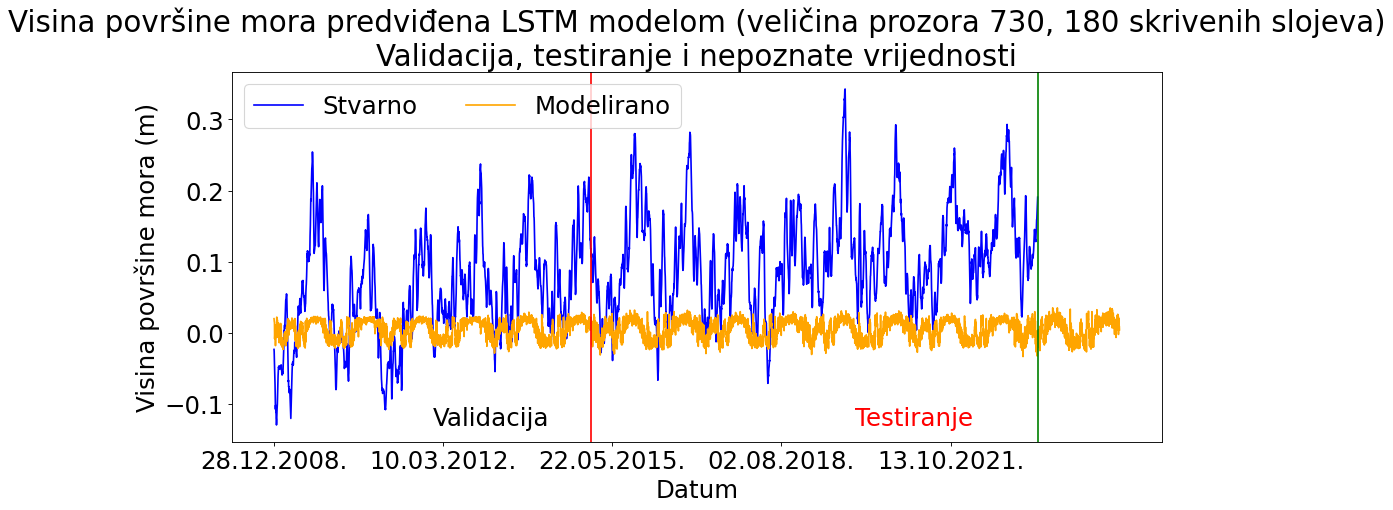 Visina površine mora predviđena LSTM modelom (veličina prozora 730, 180 skrivenih slojeva)
Validacija, testiranje i nepoznate vrijednosti
Stvarno
Modelirano
Visina površine mora (m)
0.3
0.2
0.1
0.0
−0.1
Validacija
Testiranje
28.12.2008.
10.03.2012.
22.05.2015.
02.08.2018.
13.10.2021.
Datum